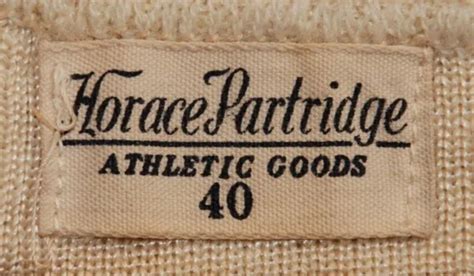 Horace Partridge
ATHLETIC GOODS
40